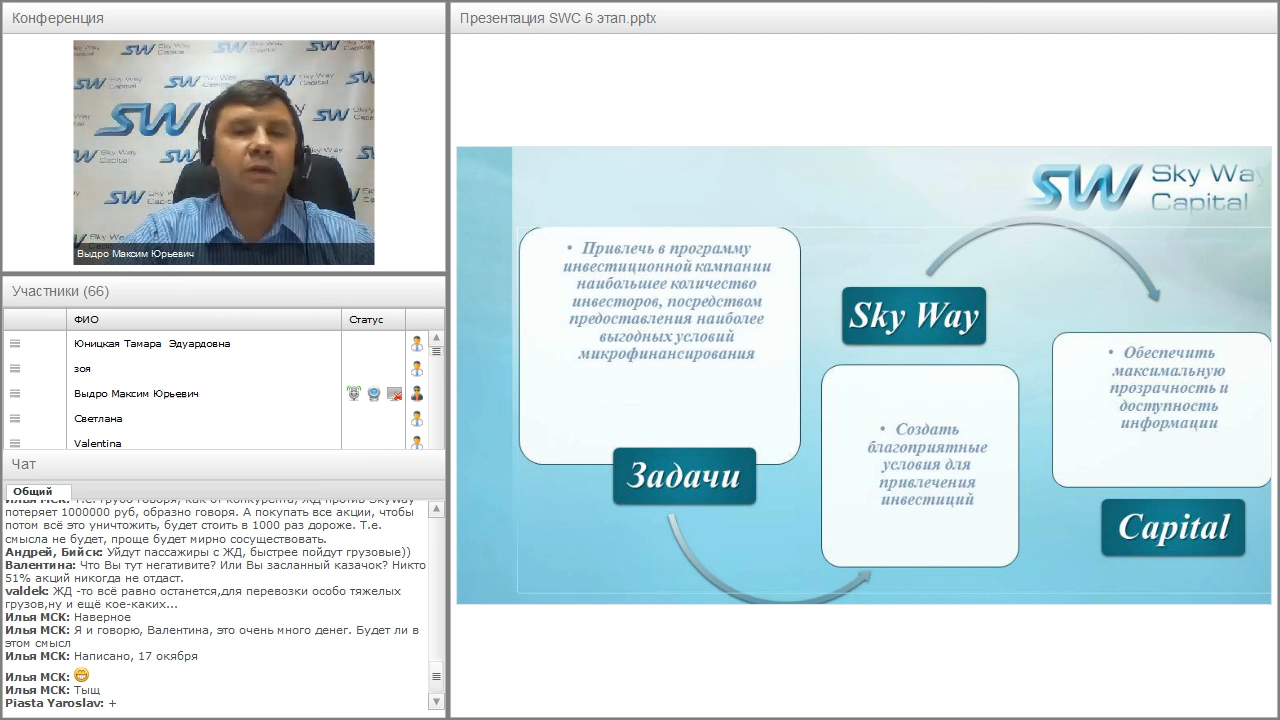 Конференция
SW Sky Way Capital
Выдро Максим Юрьевич
Участники (66)
ФИО Статус
Юницкая Тамара Эдуардовна
зоя
Выдро Максим Юрьевич
Светлана
Valentina
Чат
Общий
потеряет 1000000 руб, образно говоря. А покупать все акции, чтобы
потом всё это уничтожить, будет стоить в 1000 раз дороже. Т.е.
смысла не будет, проще будет мирно сосуществовать.
Андрей, Бийск: Уйдут пассажиры с ЖД, быстрее пойдут грузовые))
Валентина: Что Вы тут негативите? Или Вы засланный казачок? Никто
51% акций никогда не отдаст.
valdek: ЖД -то всё равно останется,для перевозки особо тяжелых
грузов,ну и ещё кое-каких...
Илья МСК: Наверное
Илья МСК: Я и говорю, Валентина, это очень много денег. Будет ли в
этом смысл
Илья МСК: Написано, 17 окября
Илья МСК:
Илья МСК: Тыщ
Piasta Yaroslav: +
Презентация SWC 6 этап.pptx
SW Sky Way
Capital
• Привлечь в программу
инвестиционной кампании
наибольшее количество
инвесторов, посредством
предоставления наиболее
выгодных условий
микрофинансирования
Задачи
Sky Way
• Создать
благоприятные
условия для
привлечения
инвестиций
• Обеспечить
максимальную
прозрачность и
доступность
информации
Capital